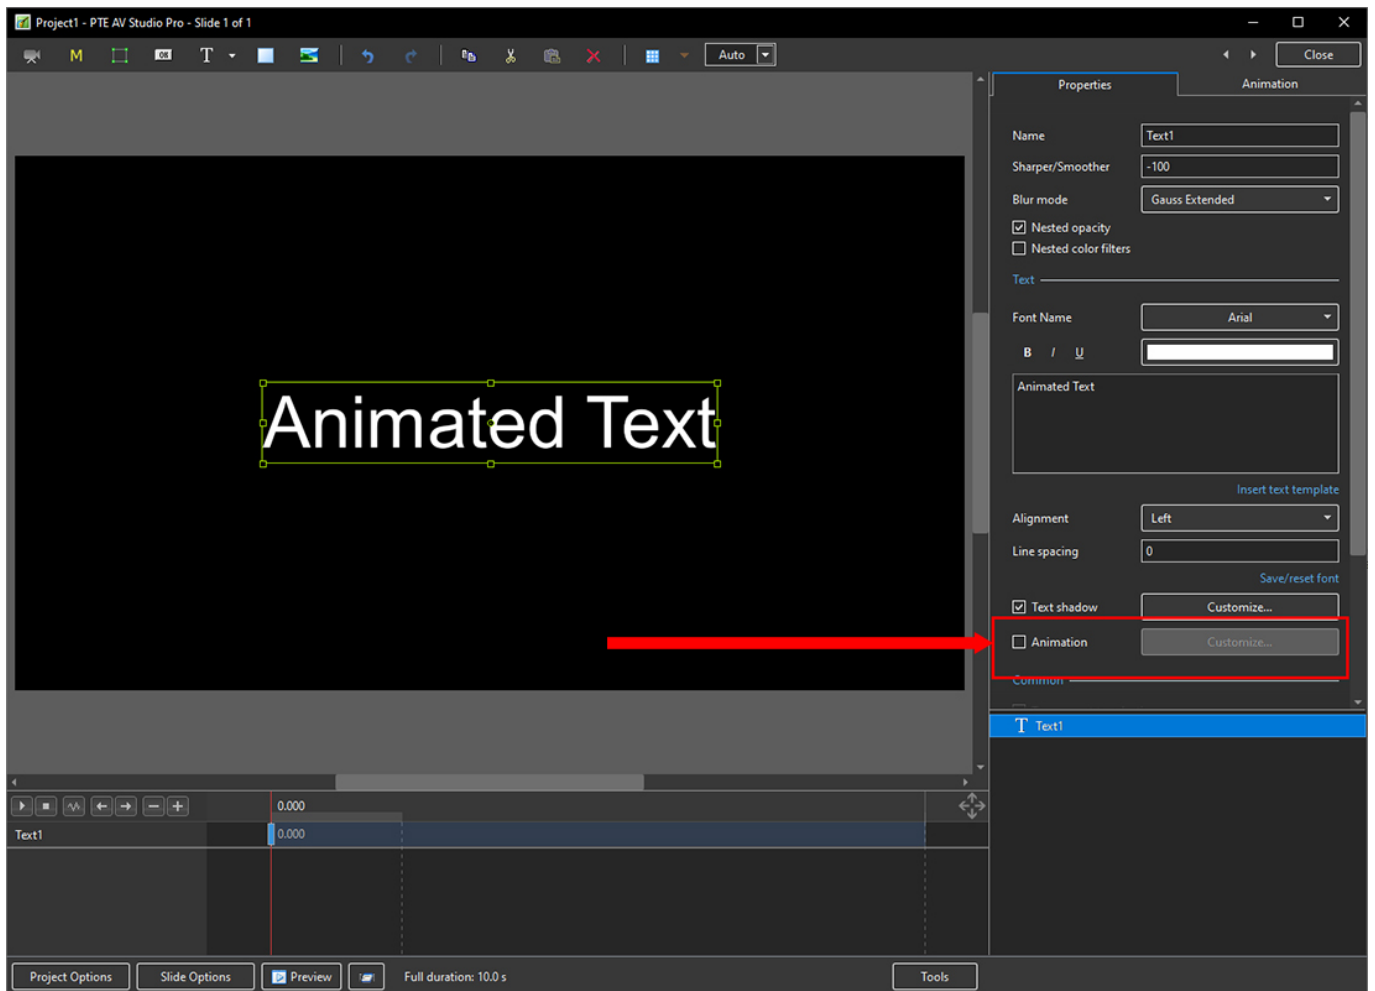 Project1 - PTE AV Studio Pro - Slide 1 of 1
M OK T Auto Close
Properties Animation
Name Text1
Sharper/Smoother -100
Blur mode Gauss Extended
Nested opacity
Nested color filters
Text
Font Name Arial
B I U
Animated Text
Animated Text
Insert text template
Alignment Left
Line spacing 0
Save/reset font
Text shadow Customize...
Animation Customize...
Common
T Text1
0.000
Text1 0.000
Project Options Slide Options Preview Full duration: 10.0 s Tools